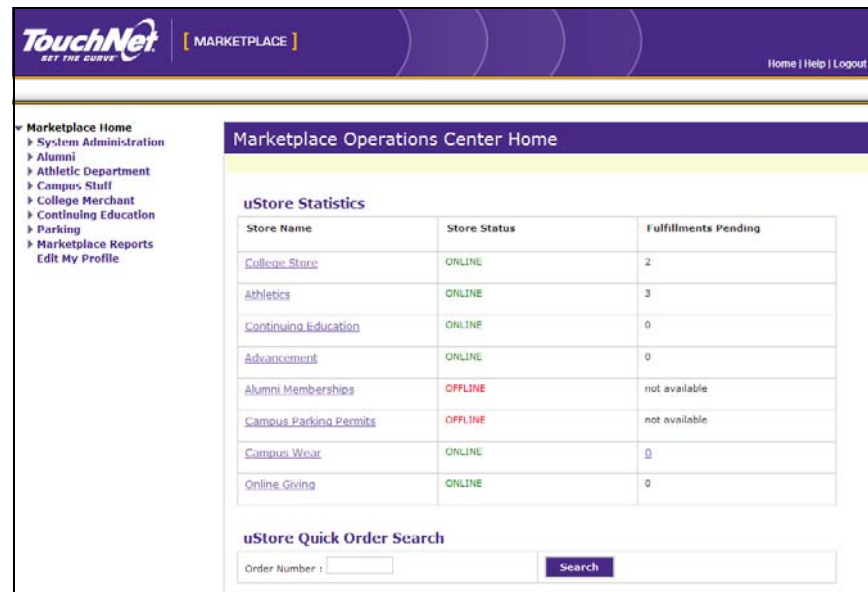 TouchNet
SET THE CURVE
[ MARKETPLACE ]
Home | Help | Logout
Marketplace Home
System Administration
Alumni
Athletic Department
Campus Stuff
College Merchant
Continuing Education
Parking
Marketplace Reports
Edit My Profile
Marketplace Operations Center Home
uStore Statistics
Store Name Store Status Fulfillments Pending
College Store ONLINE 2
Athletics ONLINE 3
Continuing Education ONLINE 0
Advancement ONLINE 0
Alumni Memberships OFFLINE not available
Campus Parking Permits OFFLINE not available
Campus Wear ONLINE 0
Online Giving ONLINE 0
uStore Quick Order Search
Order Number : Search